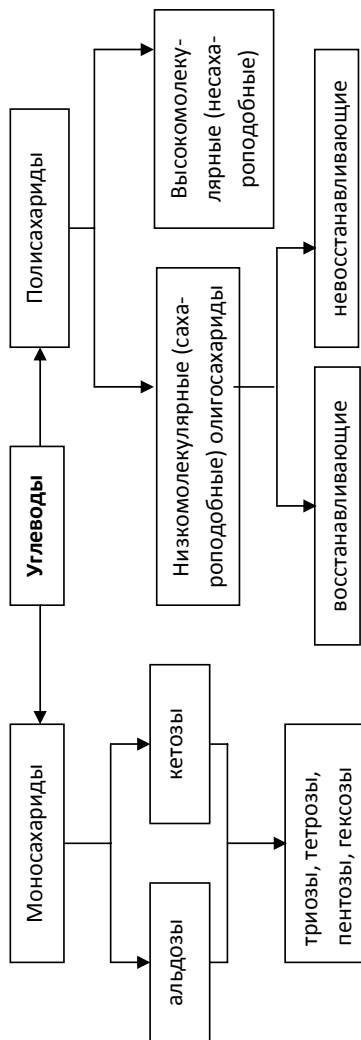 Углеводы
Моносахариды
Полисахариды
альдозы
кетозы
Низкомолекулярные (саха-
роподобные) олигосахариды
Высокомолеку-
лярные (несаха-
роподобные)
триозы, тетрозы,
пентозы, гексозы
восстанавливающие
невосстанавливающие